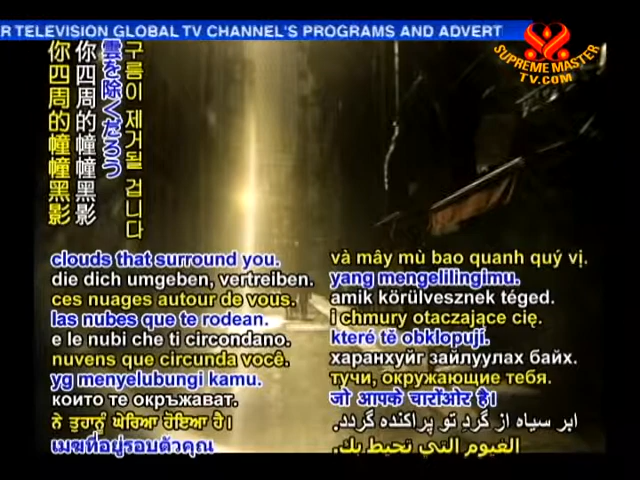 R TELEVISION GLOBAL TV CHANNEL'S PROGRAMS AND ADVERT
SUPREME MASTER
TV.COM
你四周的幢幢黑影
你四周的幢幢黑影
雲を除くだろう
구름이 제거될 겁니다
clouds that surround you.
die dich umgeben, vertreiben.
ces nuages autour de vous.
las nubes que te rodean.
e le nubi che ti circondano.
nuvens que circunda você.
yg menyelubungi kamu.
които те окръжават.
ਨੇ ਤੁਹਾਨੂੰ ਘੇਰਿਆ ਹੋਇਆ ਹੈ।
เมฆที่อยู่รอบตัวคุณ
và mây mù bao quanh quý vị.
yang mengelilingimu.
amik körülvesznek téged.
i chmury otaczające cię.
které tě obklopují.
харанхуйг зайлуулах байх.
тучи, окружающие тебя.
जो आपके चारोंओर है।
ابر سیاه از گردِ تو پراکنده گردد.
الغيوم التي تحيط بك.